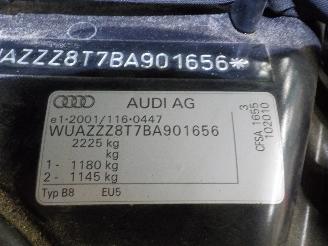 WUAZZZ8T7BA901656*
AUDI AG
e1*2001/116*0447
WUAZZZ8T7BA901656
2225 kg
kg
1- 1180 kg
2- 1145 kg
Typ B8 EU5
3
CFSA 1655
102010